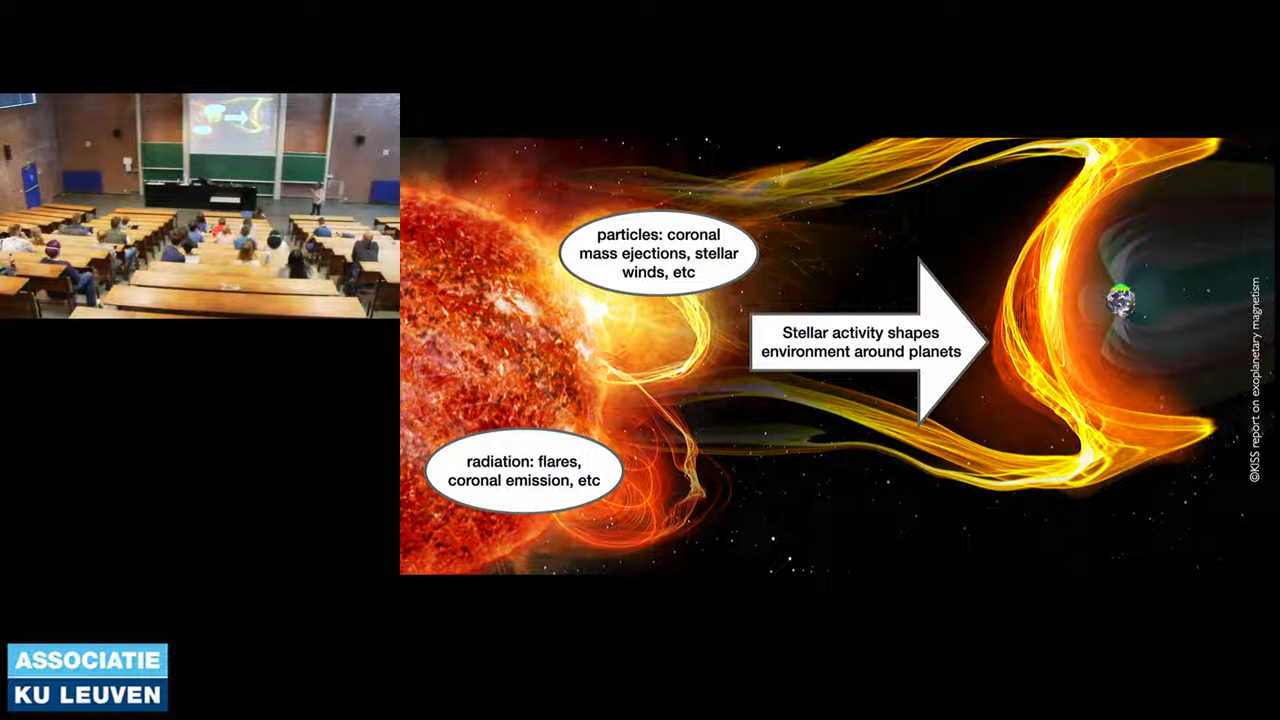 particles: coronal
mass ejections, stellar
winds, etc
Stellar activity shapes
environment around planets
radiation: flares,
coronal emission, etc
©KISS report on exoplanetary magnetism
ASSOCIATIE
KU LEUVEN